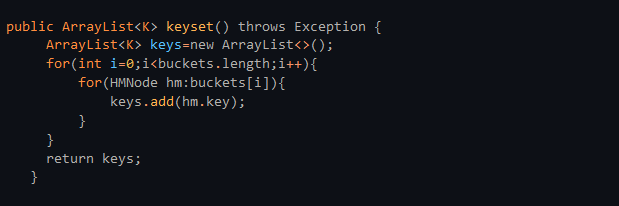 public ArrayList<K> keyset() throws Exception {
ArrayList<K> keys=new ArrayList<>();
for(int i=0;i<buckets.length;i++){
for(HMNode hm:buckets[i]){
keys.add(hm.key);
}
}
return keys;
}